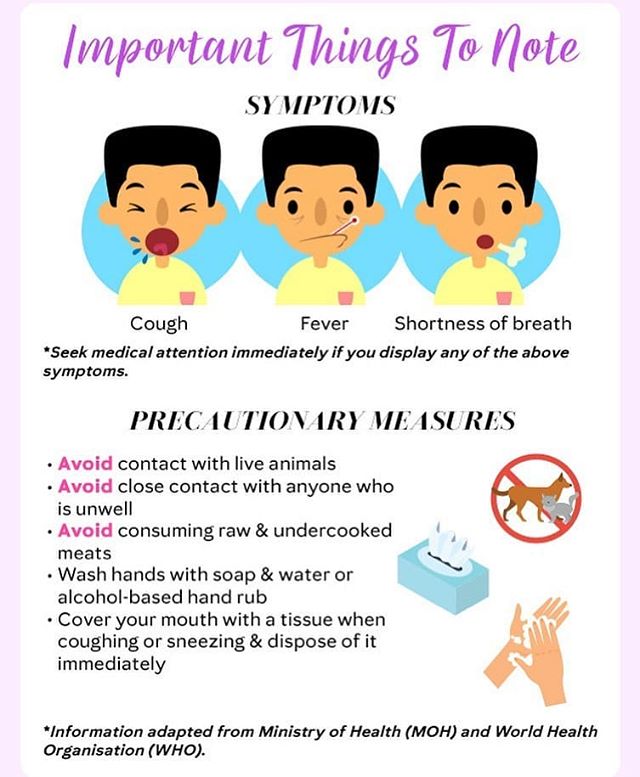 Important Things To Note
SYMPTOMS
Cough
Fever
Shortness of breath
*Seek medical attention immediately if you display any of the above
symptoms.
PRECAUTIONARY MEASURES
• Avoid contact with live animals
• Avoid close contact with anyone who
is unwell
• Avoid consuming raw & undercooked
meats
• Wash hands with soap & water or
alcohol-based hand rub
• Cover your mouth with a tissue when
coughing or sneezing & dispose of it
immediately
*Information adapted from Ministry of Health (MOH) and World Health
Organisation (WHO).